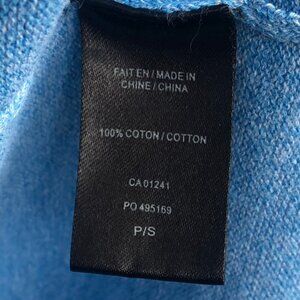 FAIT EN / MADE IN
CHINE / CHINA
100% COTON / COTTON
CA 01241
PO 495169
P/S